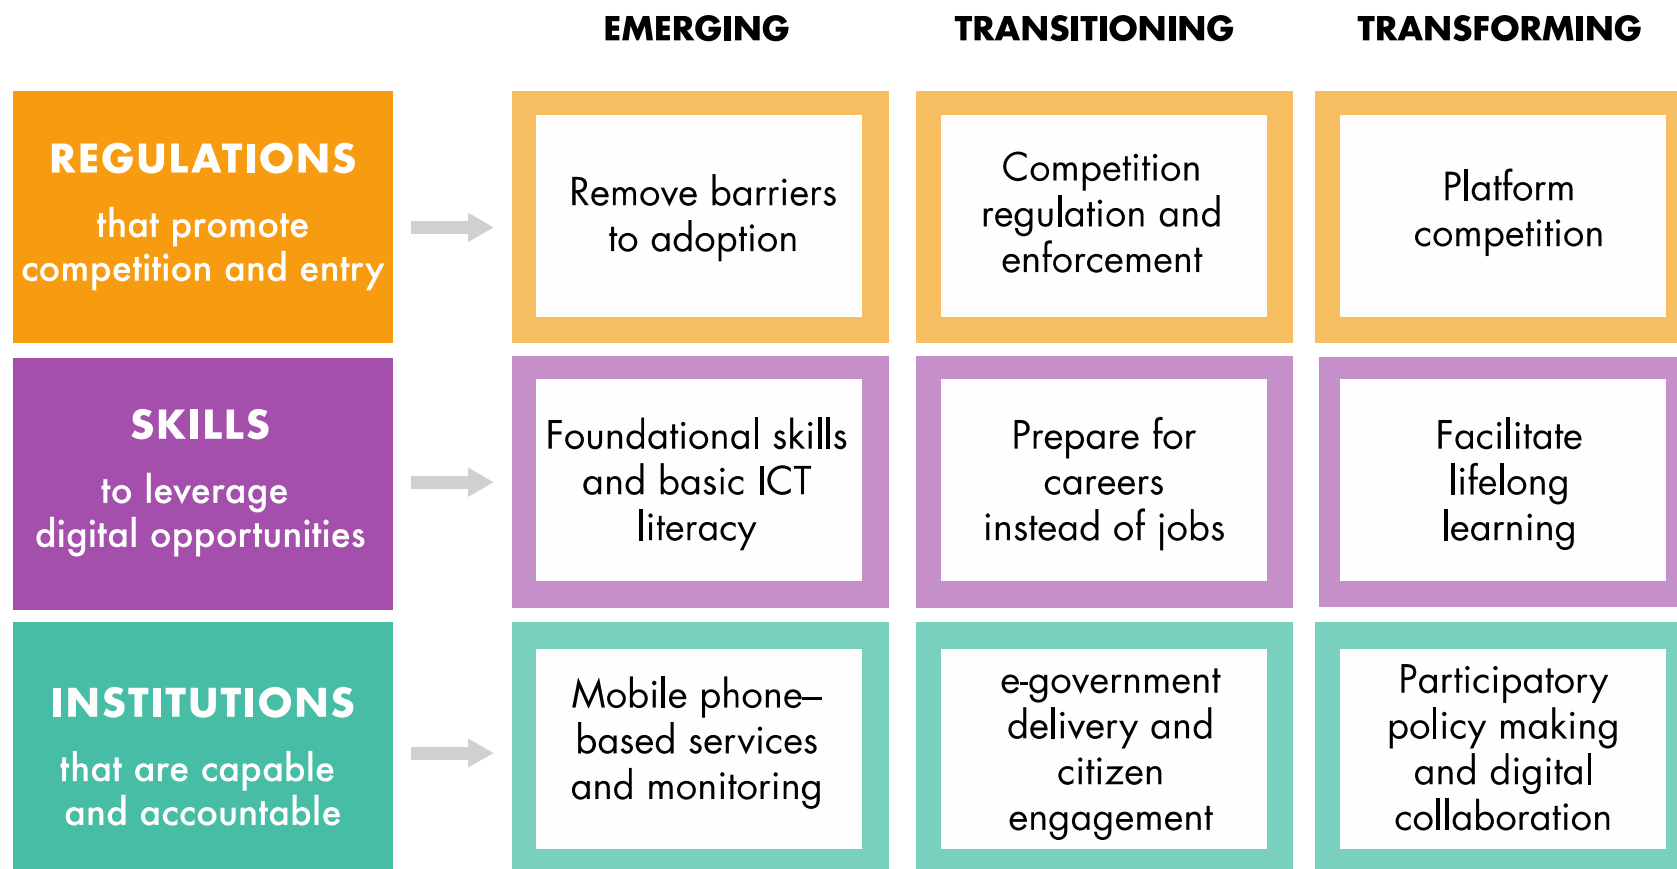 EMERGING
TRANSITIONING
TRANSFORMING
REGULATIONS
that promote
competition and entry
Remove barriers
to adoption
Competition
regulation and
enforcement
Platform
competition
SKILLS
to leverage
digital opportunities
Foundational skills
and basic ICT
literacy
Prepare for
careers
instead of jobs
Facilitate
lifelong
learning
INSTITUTIONS
that are capable
and accountable
Mobile phone–
based services
and monitoring
e-government
delivery and
citizen
engagement
Participatory
policy making
and digital
collaboration